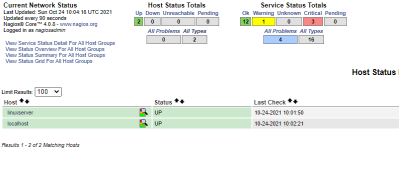 Current Network Status
Last Updated: Sun Oct 24 10:04:16 UTC 2021
Updated every 90 seconds
Nagios® Core™ 4.0.8 - www.nagios.org
Logged in as nagiosadmin
View Service Status Detail For All Host Groups
View Status Overview For All Host Groups
View Status Summary For All Host Groups
View Status Grid For All Host Groups
Host Status Totals
Up Down Unreachable Pending
2 0 0 0
All Problems All Types
0 2
Service Status Totals
Ok Warning Unknown Critical Pending
12 1 0 3 0
All Problems All Types
4 16
Host Status
Limit Results: 100
Host Status Last Check
linuxserver UP 10-24-2021 10:01:50
localhost UP 10-24-2021 10:02:21
Results 1 - 2 of 2 Matching Hosts